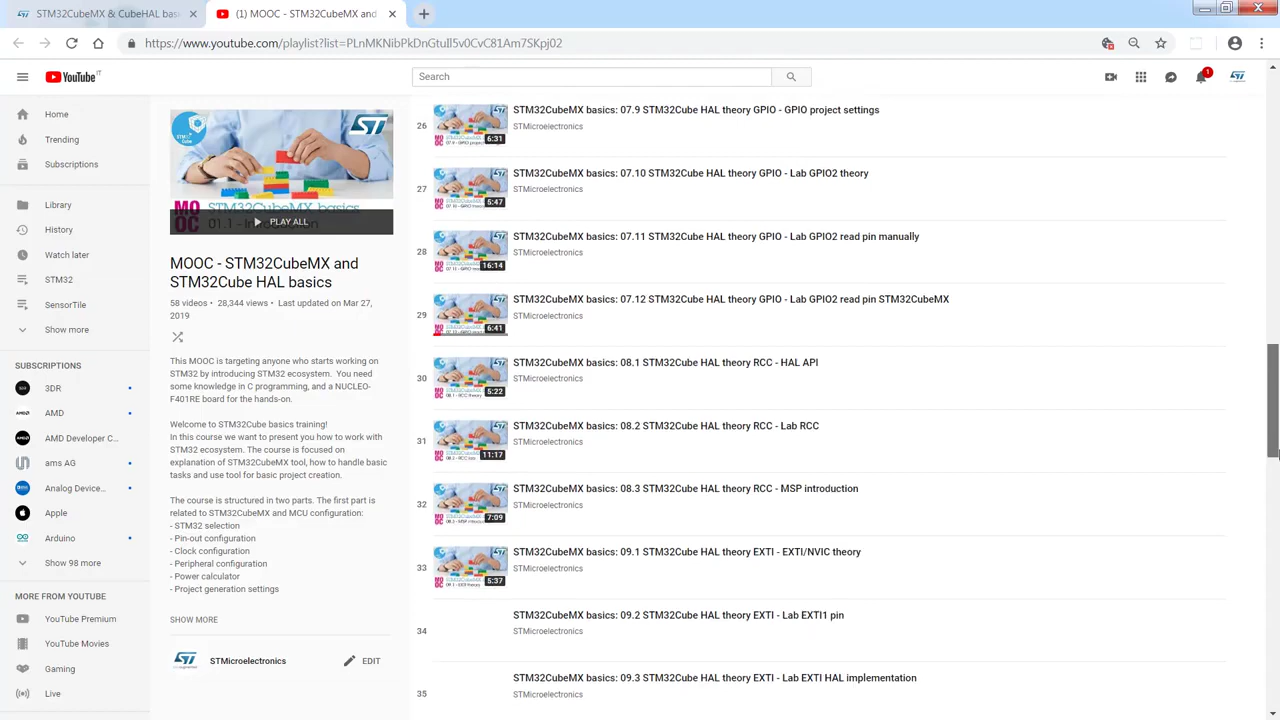 STM32CubeMX & CubeHAL basi
(1) MOOC - STM32CubeMX and
https://www.youtube.com/playlist?list=PLnMKNibPkDnGtuIl5v0CvC81Am7SKpj02
YouTube IT
Search
1
Home
Trending
Subscriptions
Library
History
Watch later
STM32
SensorTile
Show more
SUBSCRIPTIONS
3DR
AMD
AMD Developer C...
ams AG
Analog Device...
Apple
Arduino
Show 98 more
MORE FROM YOUTUBE
YouTube Premium
YouTube Movies
Gaming
Live
PLAY ALL
MOOC - STM32CubeMX and
STM32Cube HAL basics
58 videos • 28,344 views • Last updated on Mar 27,
2019
This MOOC is targeting anyone who starts working on
STM32 by introducing STM32 ecosystem. You need
some knowledge in C programming, and a NUCLEO-
F401RE board for the hands-on.
Welcome to STM32Cube basics training!
In this course we want to present you how to work with
STM32 ecosystem. The course is focused on
explanation of STM32CubeMX tool, how to handle basic
tasks and use tool for basic project creation.
The course is structured in two parts. The first part is
related to STM32CubeMX and MCU configuration:
- STM32 selection
- Pin-out configuration
- Clock configuration
- Peripheral configuration
- Power calculator
- Project generation settings
SHOW MORE
STMicroelectronics
EDIT
STM32CubeMX basics: 07.9 STM32Cube HAL theory GPIO - GPIO project settings
26
STMicroelectronics
6:31
STM32CubeMX basics: 07.10 STM32Cube HAL theory GPIO - Lab GPIO2 theory
27
STMicroelectronics
5:47
STM32CubeMX basics: 07.11 STM32Cube HAL theory GPIO - Lab GPIO2 read pin manually
28
STMicroelectronics
16:14
STM32CubeMX basics: 07.12 STM32Cube HAL theory GPIO - Lab GPIO2 read pin STM32CubeMX
29
STMicroelectronics
6:41
STM32CubeMX basics: 08.1 STM32Cube HAL theory RCC - HAL API
30
STMicroelectronics
5:22
STM32CubeMX basics: 08.2 STM32Cube HAL theory RCC - Lab RCC
31
STMicroelectronics
11:17
STM32CubeMX basics: 08.3 STM32Cube HAL theory RCC - MSP introduction
32
STMicroelectronics
7:09
STM32CubeMX basics: 09.1 STM32Cube HAL theory EXTI - EXTI/NVIC theory
33
STMicroelectronics
5:37
STM32CubeMX basics: 09.2 STM32Cube HAL theory EXTI - Lab EXTI1 pin
34
STMicroelectronics
STM32CubeMX basics: 09.3 STM32Cube HAL theory EXTI - Lab EXTI HAL implementation
35
STMicroelectronics